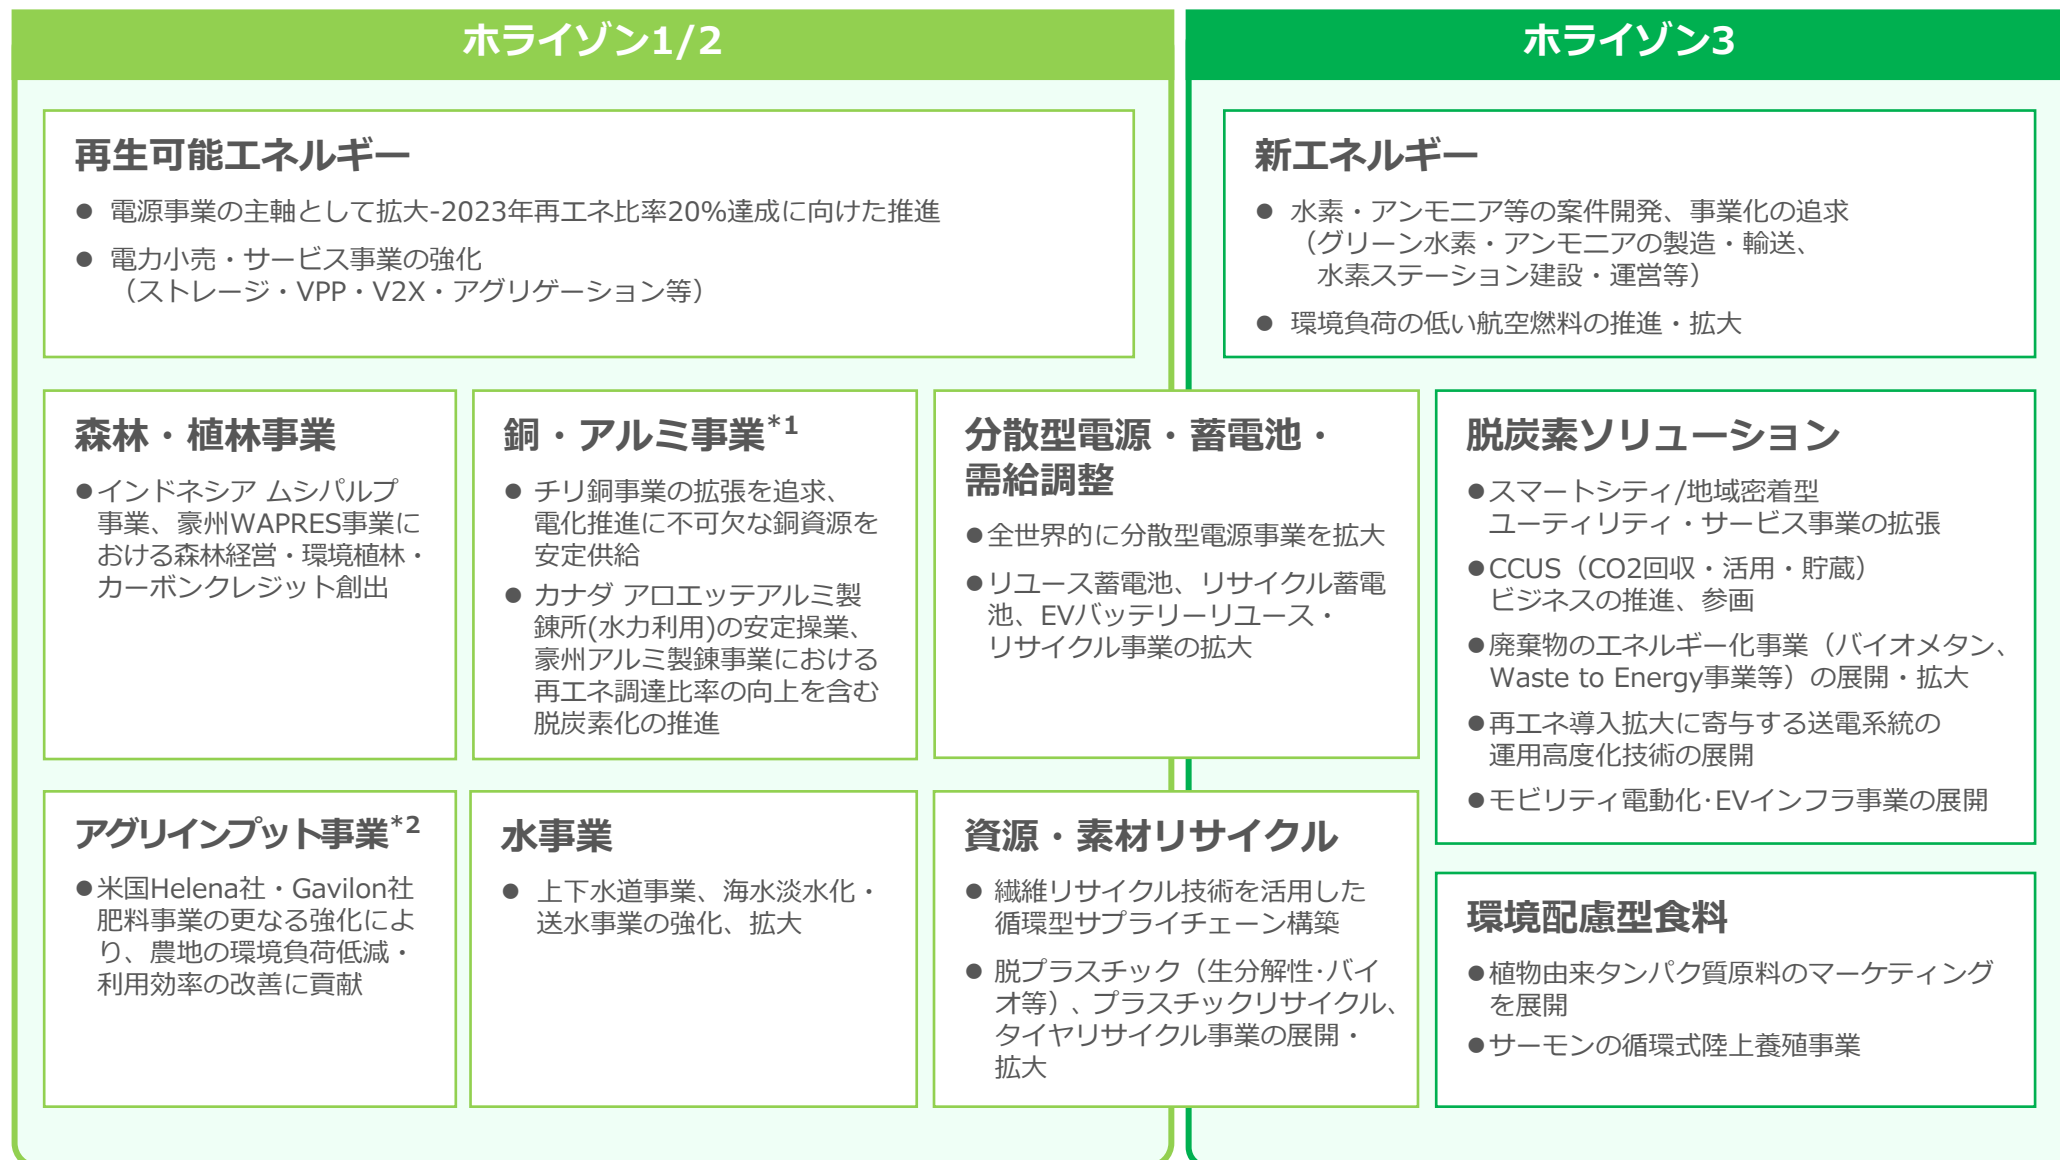 ホライゾン1/2
再生可能エネルギー
● 電源事業の主軸として拡大-2023年再エネ比率20%達成に向けた推進
● 電力小売・サービス事業の強化
（ストレージ・VPP・V2X・アグリゲーション等）
森林・植林事業
●インドネシア ムシパルプ
事業、豪州WAPRES事業に
おける森林経営・環境植林・
カーボンクレジット創出
銅・アルミ事業*1
● チリ銅事業の拡張を追求、
電化推進に不可欠な銅資源を
安定供給
● カナダ アロエッテアルミ製
錬所(水力利用)の安定操業、
豪州アルミ製錬事業における
再エネ調達比率の向上を含む
脱炭素化の推進
分散型電源・蓄電池・
需給調整
●全世界的に分散型電源事業を拡大
●リユース蓄電池、リサイクル蓄電
池、EVバッテリーリユース・
リサイクル事業の拡大
アグリインプット事業*2
●米国Helena社・Gavilon社
肥料事業の更なる強化によ
り、農地の環境負荷低減・
利用効率の改善に貢献
水事業
● 上下水道事業、海水淡水化・
送水事業の強化、拡大
資源・素材リサイクル
● 繊維リサイクル技術を活用した
循環型サプライチェーン構築
● 脱プラスチック（生分解性･バイ
オ等）、プラスチックリサイクル、
タイヤリサイクル事業の展開・
拡大
ホライゾン3
新エネルギー
● 水素・アンモニア等の案件開発、事業化の追求
（グリーン水素・アンモニアの製造・輸送、
水素ステーション建設・運営等）
● 環境負荷の低い航空燃料の推進・拡大
脱炭素ソリューション
●スマートシティ/地域密着型
ユーティリティ・サービス事業の拡張
●CCUS（CO2回収・活用・貯蔵）
ビジネスの推進、参画
●廃棄物のエネルギー化事業（バイオメタン、
Waste to Energy事業等）の展開・拡大
●再エネ導入拡大に寄与する送電系統の
運用高度化技術の展開
●モビリティ電動化･EVインフラ事業の展開
環境配慮型食料
●植物由来タンパク質原料のマーケティング
を展開
●サーモンの循環式陸上養殖事業